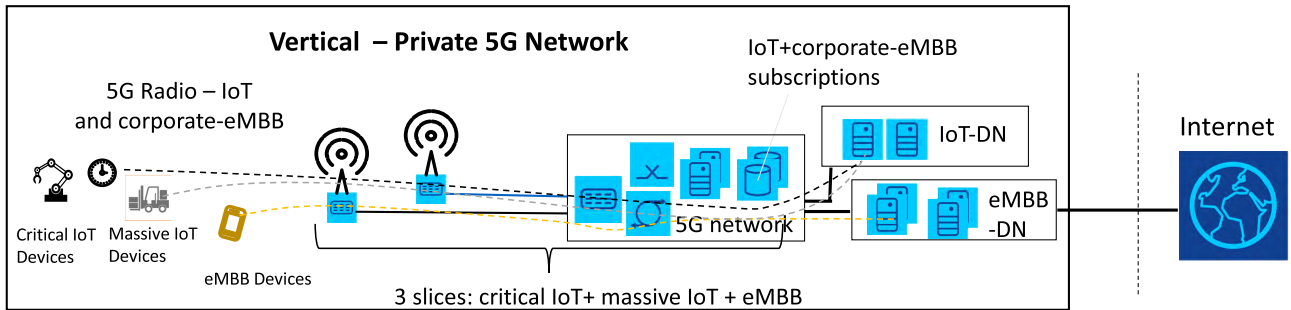 Vertical – Private 5G Network
IoT+corporate-eMBB
subscriptions
5G Radio – IoT
and corporate-eMBB
IoT-DN
Internet
eMBB
-DN
5G network
Critical IoT
Devices
Massive IoT
Devices
eMBB Devices
3 slices: critical IoT+ massive IoT + eMBB